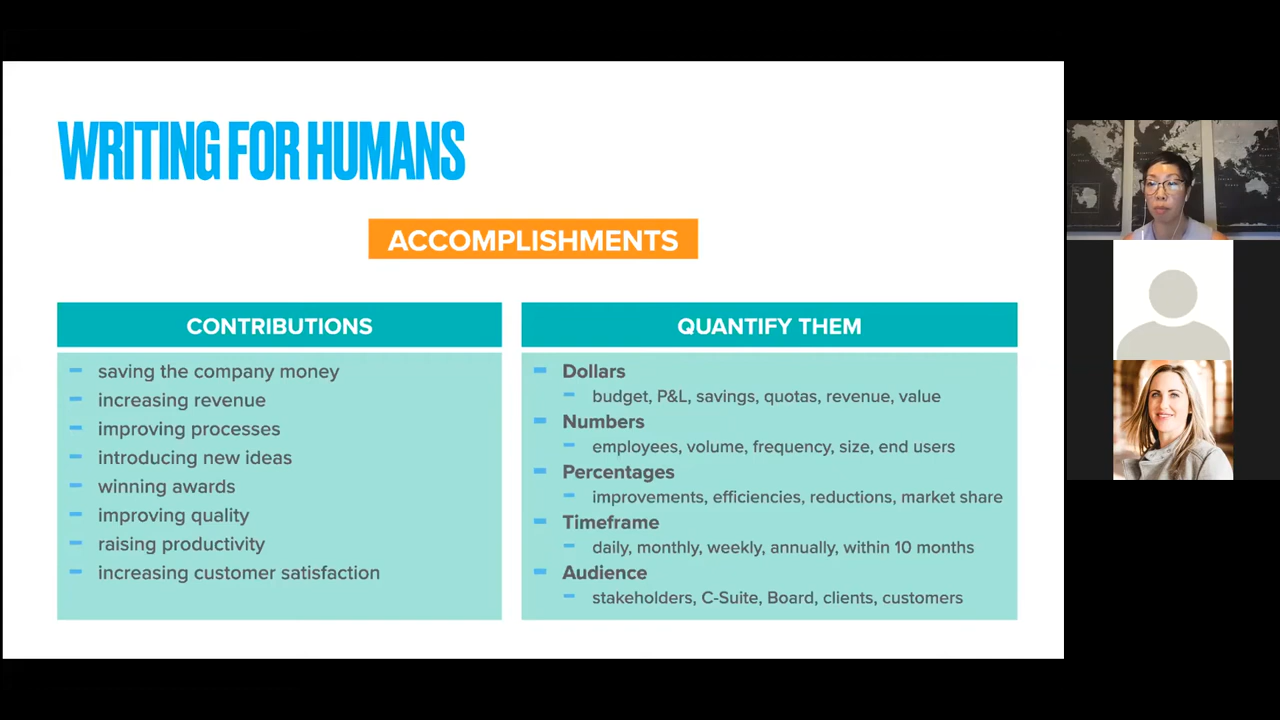 WRITING FOR HUMANS
ACCOMPLISHMENTS
CONTRIBUTIONS
- saving the company money
- increasing revenue
- improving processes
- introducing new ideas
- winning awards
- improving quality
- raising productivity
- increasing customer satisfaction
QUANTIFY THEM
- Dollars
- budget, P&L, savings, quotas, revenue, value
- Numbers
- employees, volume, frequency, size, end users
- Percentages
- improvements, efficiencies, reductions, market share
- Timeframe
- daily, monthly, weekly, annually, within 10 months
- Audience
- stakeholders, C-Suite, Board, clients, customers